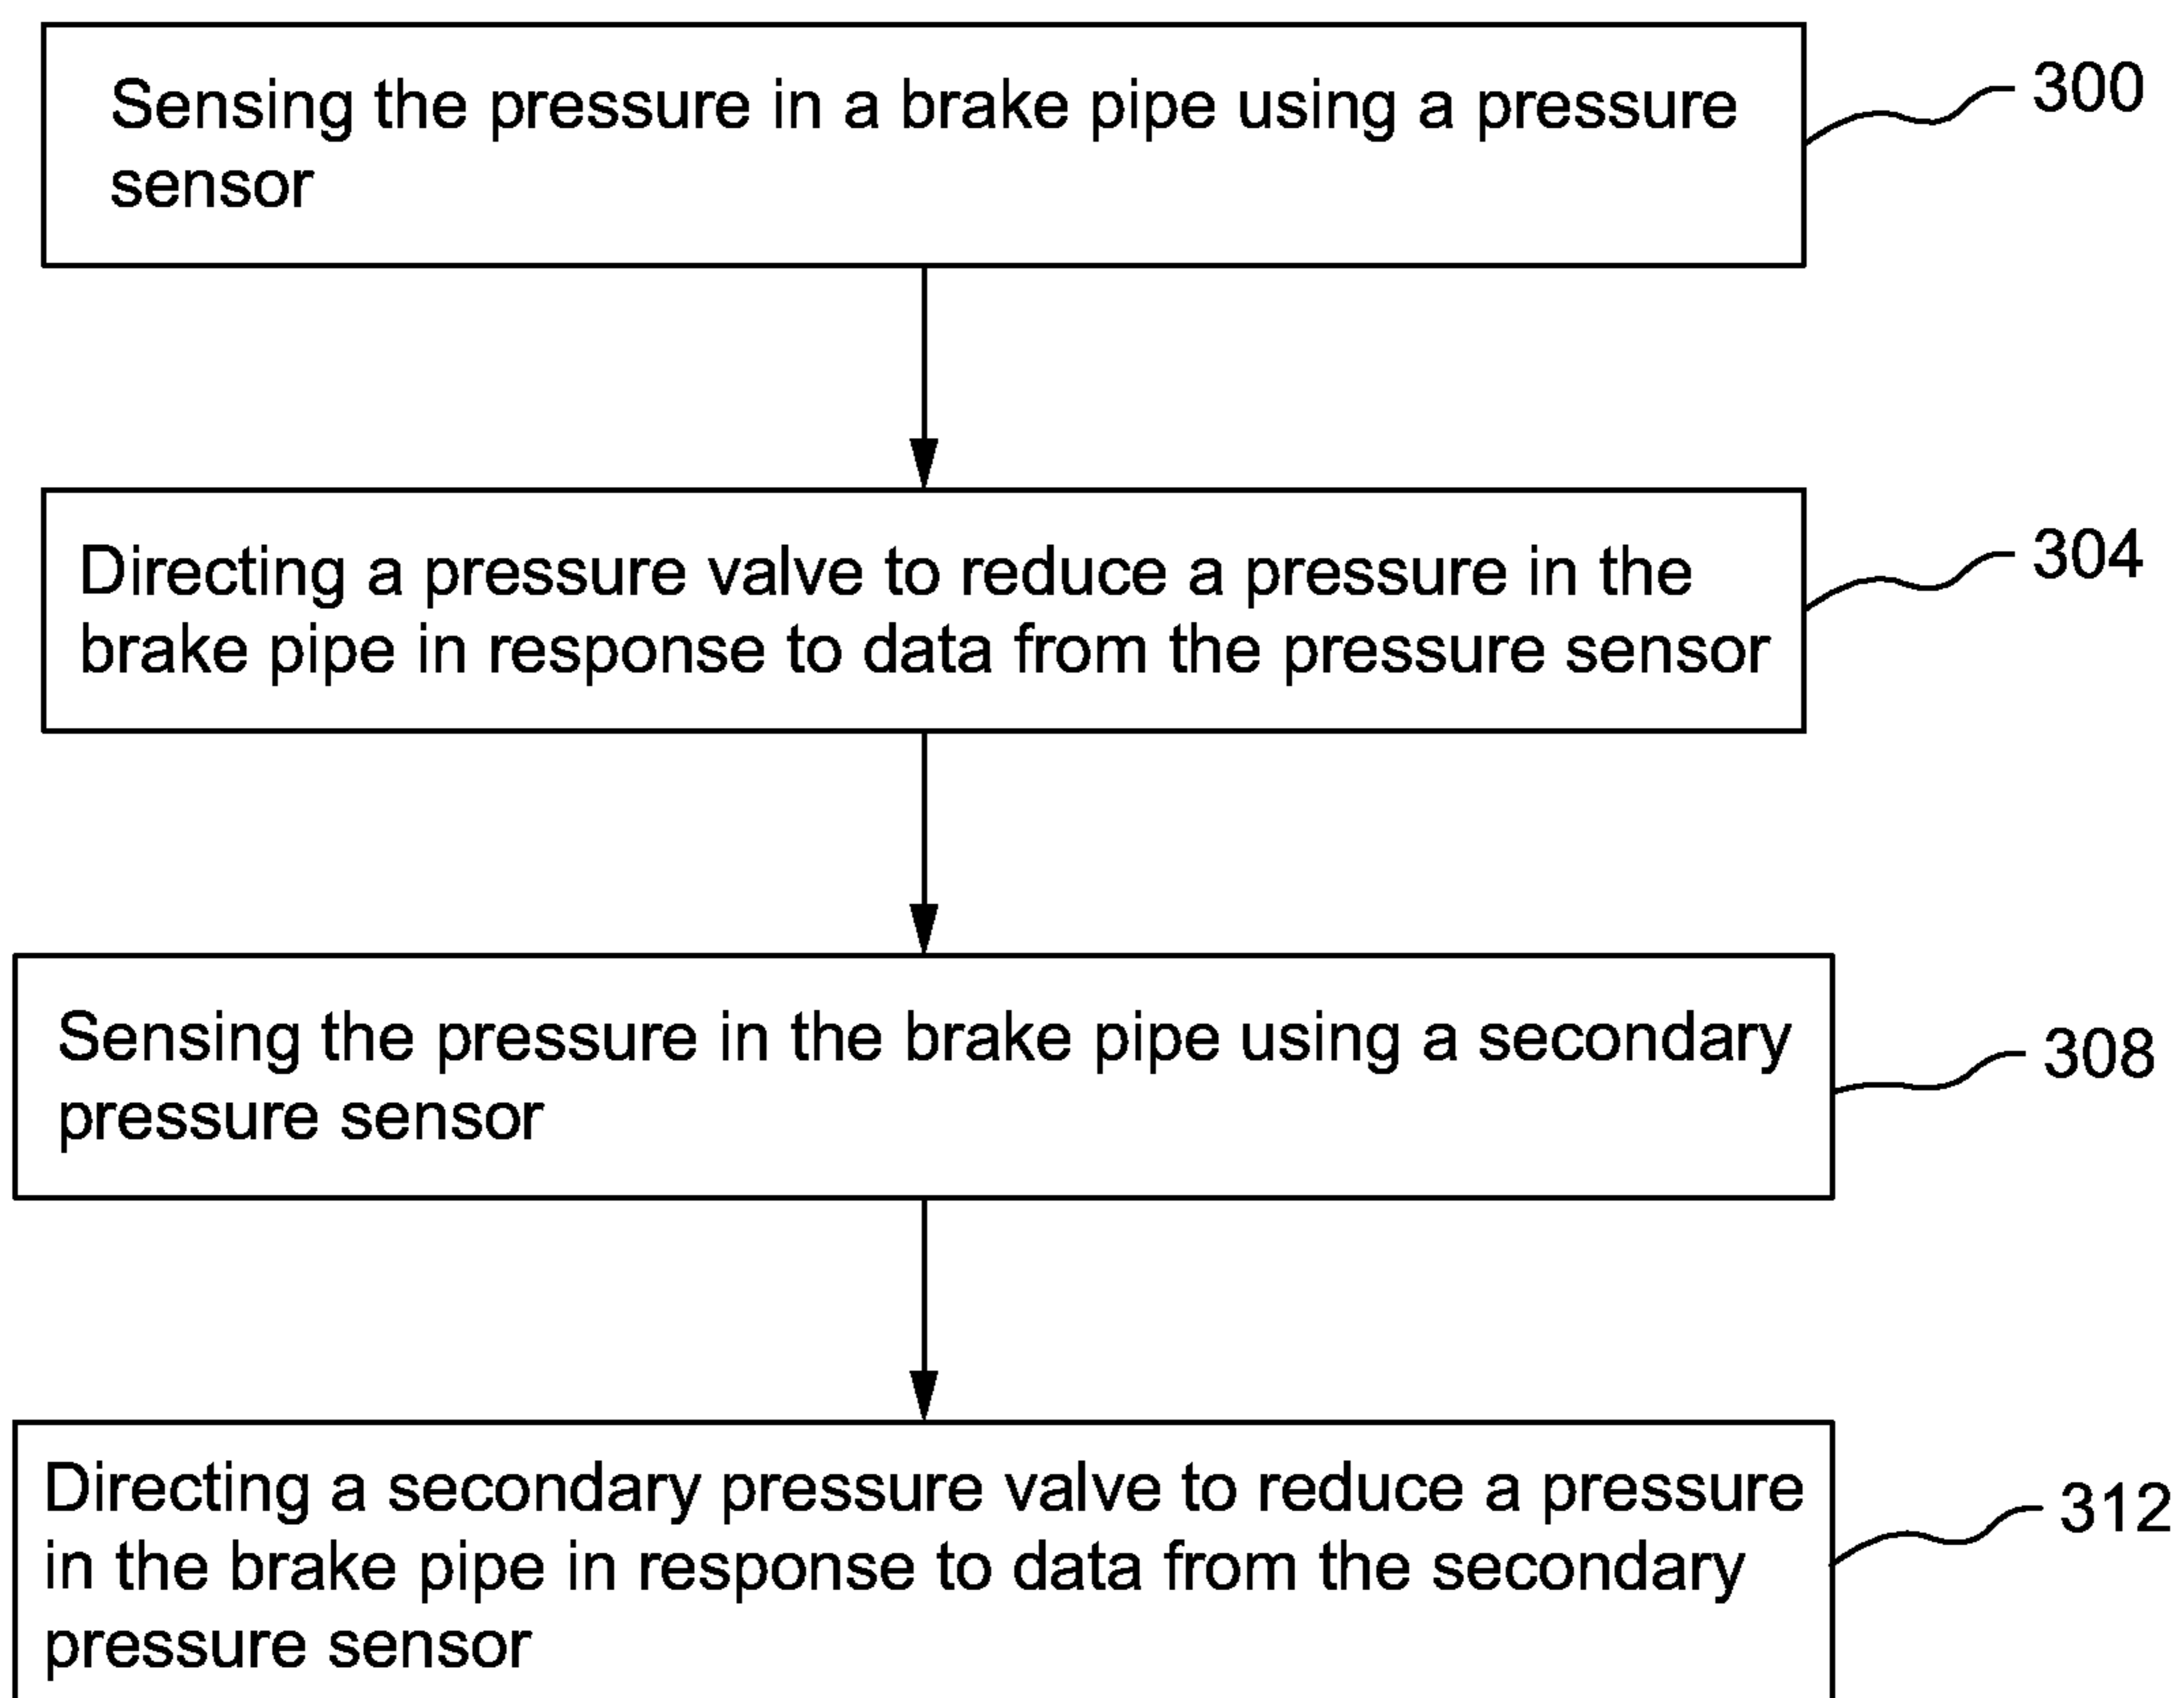 Sensing the pressure in a brake pipe using a pressure
sensor
300
Directing a pressure valve to reduce a pressure in the
brake pipe in response to data from the pressure sensor
304
Sensing the pressure in the brake pipe using a secondary
pressure sensor
308
Directing a secondary pressure valve to reduce a pressure
in the brake pipe in response to data from the secondary
pressure sensor
312